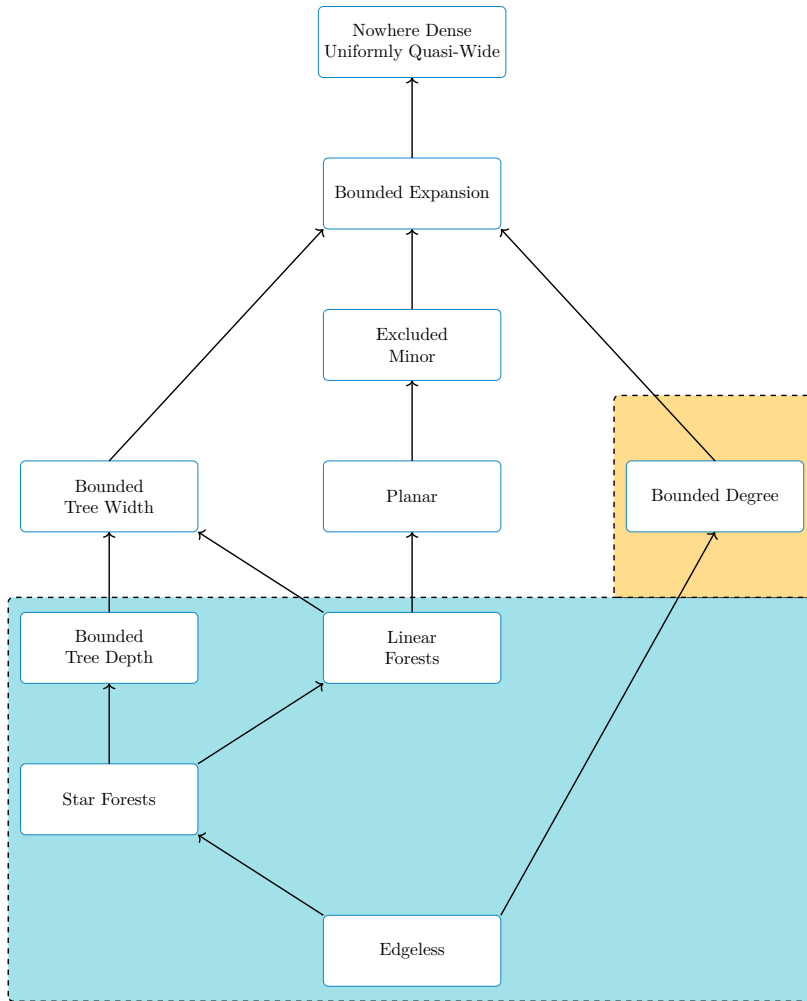 Nowhere Dense
Uniformly Quasi-Wide
Bounded Expansion
Excluded
Minor
Bounded
Tree Width
Planar
Bounded Degree
Bounded
Tree Depth
Linear
Forests
Star Forests
Edgeless